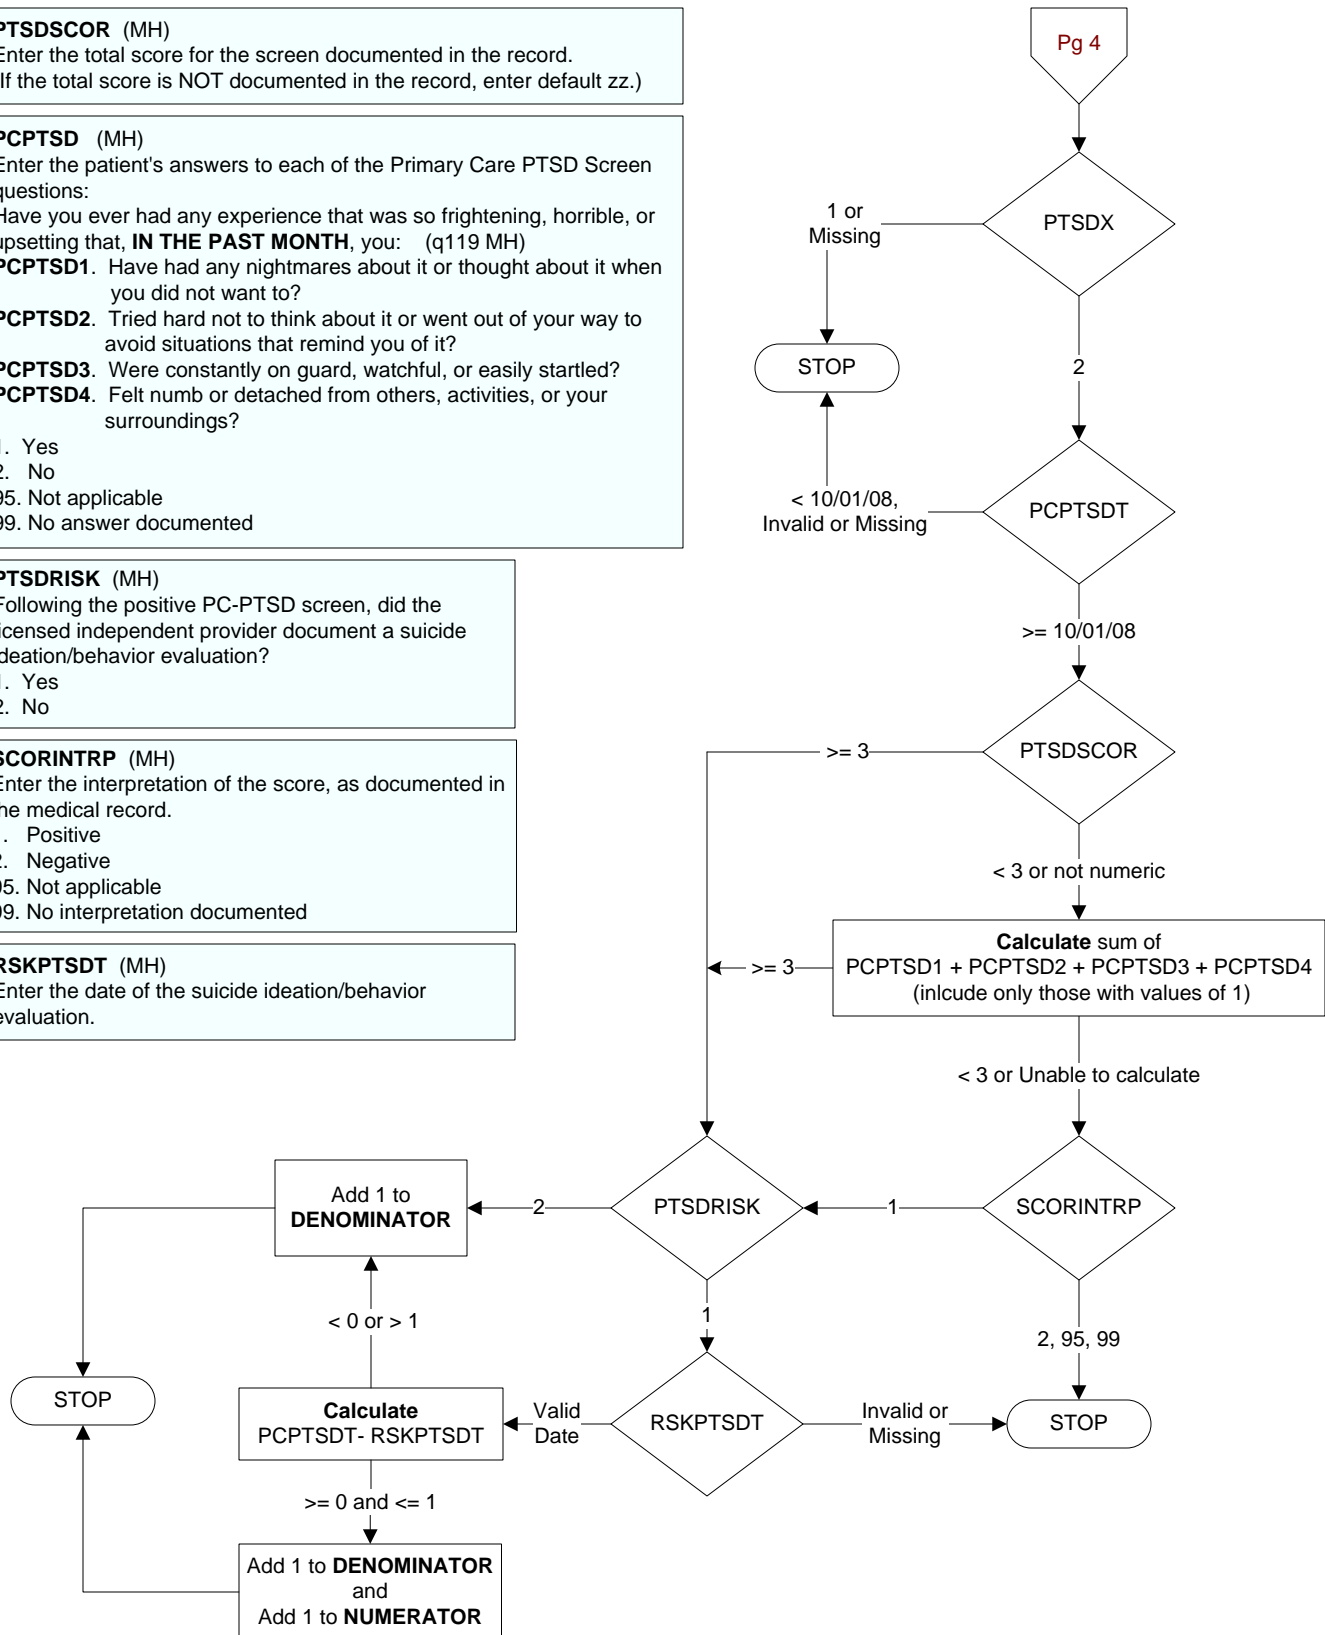 PTSDSCOR (MH)
Enter the total score for the screen documented in the record.
If the total score is NOT documented in the record, enter default zz.)
PCPTSD (MH)
Enter the patient's answers to each of the Primary Care PTSD Screen
questions:
Have you ever had any experience that was so frightening, horrible, or
upsetting that, IN THE PAST MONTH, you: (q119 MH)
PCPTSD1. Have had any nightmares about it or thought about it when
you did not want to?
PCPTSD2. Tried hard not to think about it or went out of your way to
avoid situations that remind you of it?
PCPTSD3. Were constantly on guard, watchful, or easily startled?
PCPTSD4. Felt numb or detached from others, activities, or your
surroundings?
1. Yes
2. No
95. Not applicable
99. No answer documented
PTSDRISK (MH)
Following the positive PC-PTSD screen, did the
licensed independent provider document a suicide
ideation/behavior evaluation?
1. Yes
2. No
SCORINTRP (MH)
Enter the interpretation of the score, as documented in
the medical record.
1. Positive
2. Negative
95. Not applicable
99. No interpretation documented
RSKPTSDT (MH)
Enter the date of the suicide ideation/behavior
evaluation.
Pg 4
PTSDX
1 or
Missing
STOP
2
PCPTSDT
< 10/01/08,
Invalid or Missing
>= 10/01/08
PTSDSCOR
>= 3
< 3 or not numeric
Calculate sum of
PCPTSD1 + PCPTSD2 + PCPTSD3 + PCPTSD4
(inlcude only those with values of 1)
>= 3
< 3 or Unable to calculate
SCORINTRP
1
2, 95, 99
STOP
PTSDRISK
2
Add 1 to
DENOMINATOR
1
RSKPTSDT
Invalid or
Missing
Valid
Date
Calculate
PCPTSDT- RSKPTSDT
< 0 or > 1
STOP
>= 0 and <= 1
Add 1 to DENOMINATOR
and
Add 1 to NUMERATOR